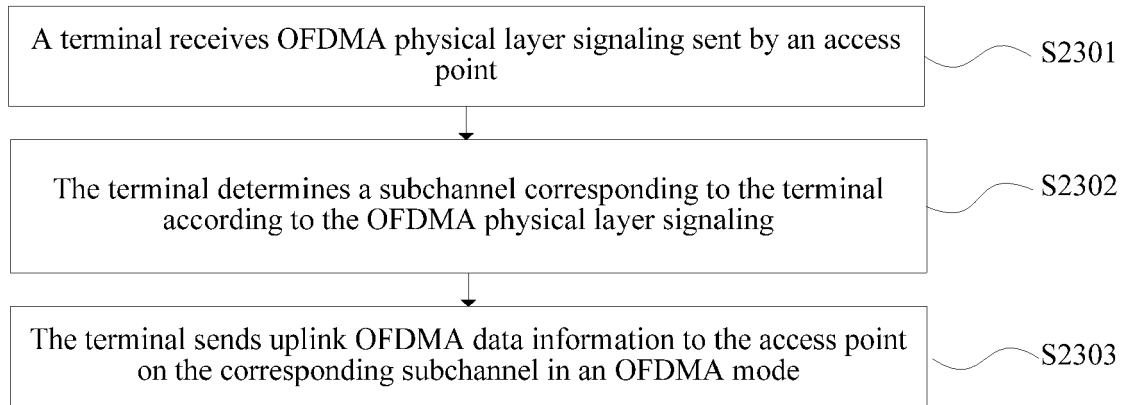 A terminal receives OFDMA physical layer signaling sent by an access
point
S2301
The terminal determines a subchannel corresponding to the terminal
according to the OFDMA physical layer signaling
S2302
The terminal sends uplink OFDMA data information to the access point
on the corresponding subchannel in an OFDMA mode
S2303